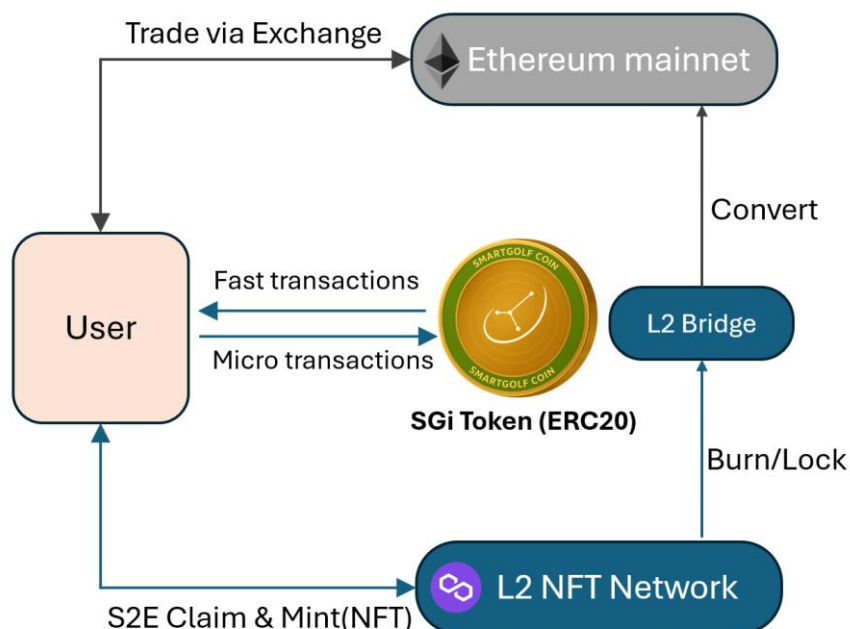 Trade via Exchange
Ethereum mainnet
Convert
SMARTGOLF COIN
Fast transactions
User
L2 Bridge
Micro transactions
SMARTGOLF COIN
SGi Token (ERC20)
Burn/Lock
L2 NFT Network
S2E Claim & Mint(NFT)